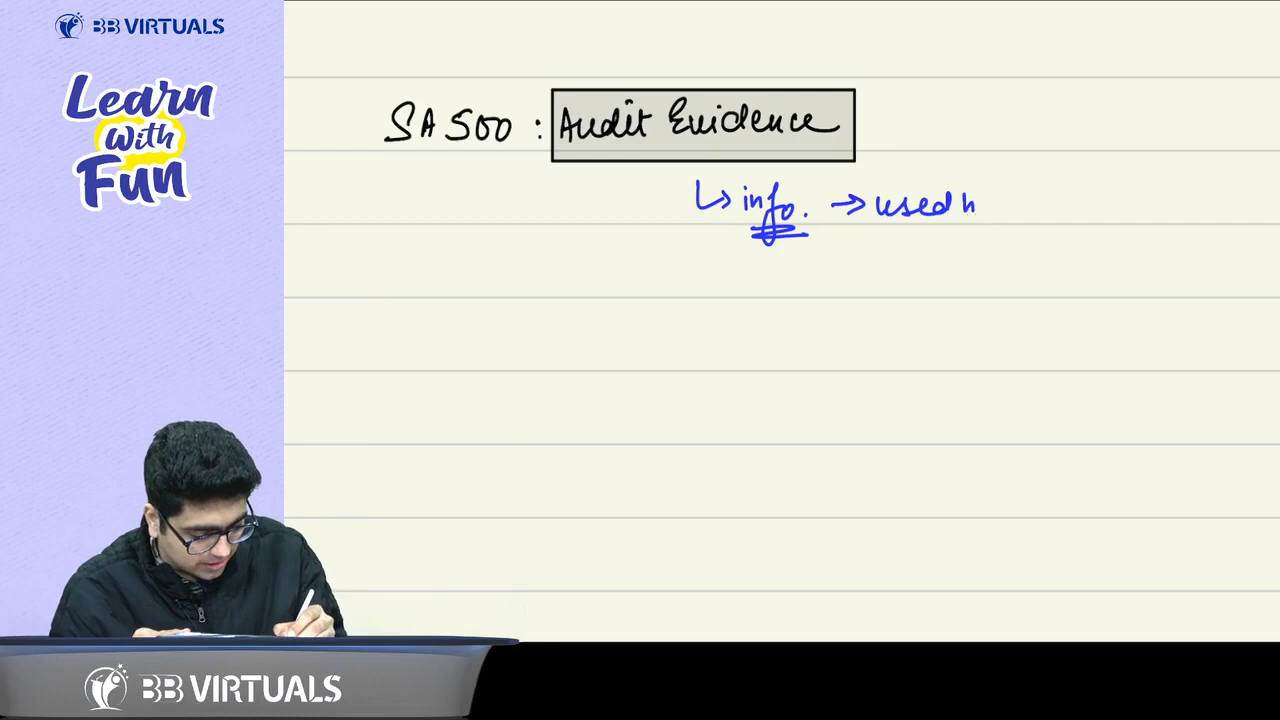 BB VIRTUALS
Learn
With
Fun
SA 500 : Audit Evidence
↳ info. → used
BB VIRTUALS